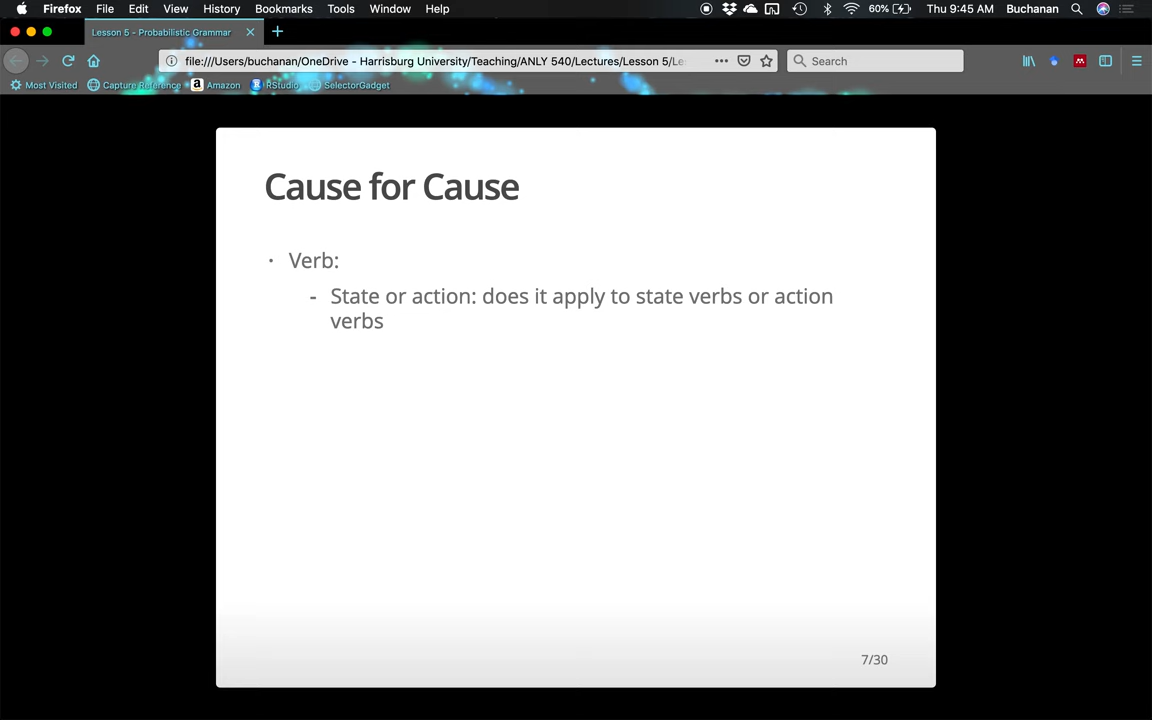 Firefox File Edit View History Bookmarks Tools Window Help 60% Thu 9:45 AM Buchanan
Lesson 5 - Probabilistic Grammar
file:///Users/buchanan/OneDrive - Harrisburg University/Teaching/ANLY 540/Lectures/Lesson 5/Le Search
Most Visited Capture Reference Amazon RStudio SelectorGadget
Cause for Cause
· Verb:
- State or action: does it apply to state verbs or action
verbs
7/30